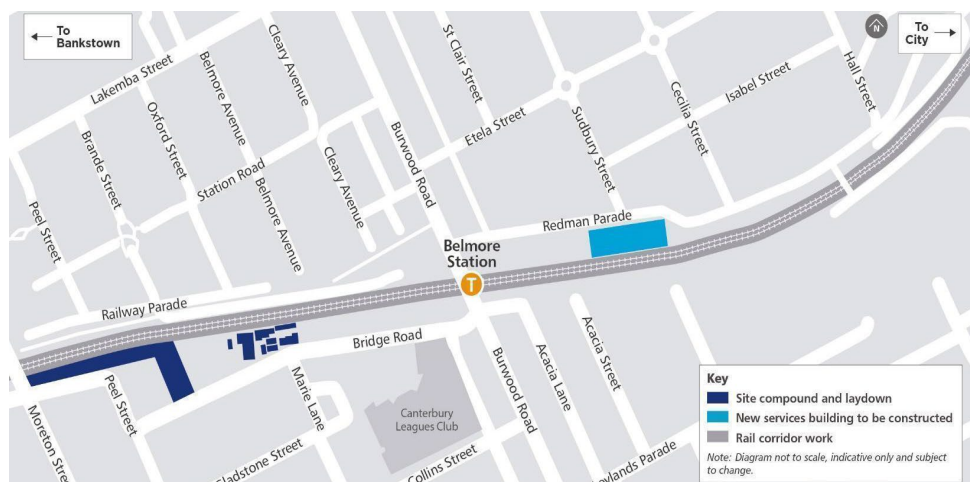 To
Bankstown
N
To
City
Lakemba Street
Belmore Avenue
Cleary Avenue
St Clair Street
Hall Street
Isabel Street
Brande Street
Oxford Street
Burwood Road
Etela Street
Sudbury Street
Cecilia Street
Station Road
Cleary Avenue
Peel Street
Belmore Avenue
Redman Parade
Belmore
Station
T
Railway Parade
Bridge Road
Acacia Street
Acacia Lane
Burwood Road
Peel Street
Marie Lane
Moreton Street
Canterbury
Leagues Club
Collins Street
Key
Site compound and laydown
New services building to be constructed
Rail corridor work
Note: Diagram not to scale, indicative only and subject
to change.